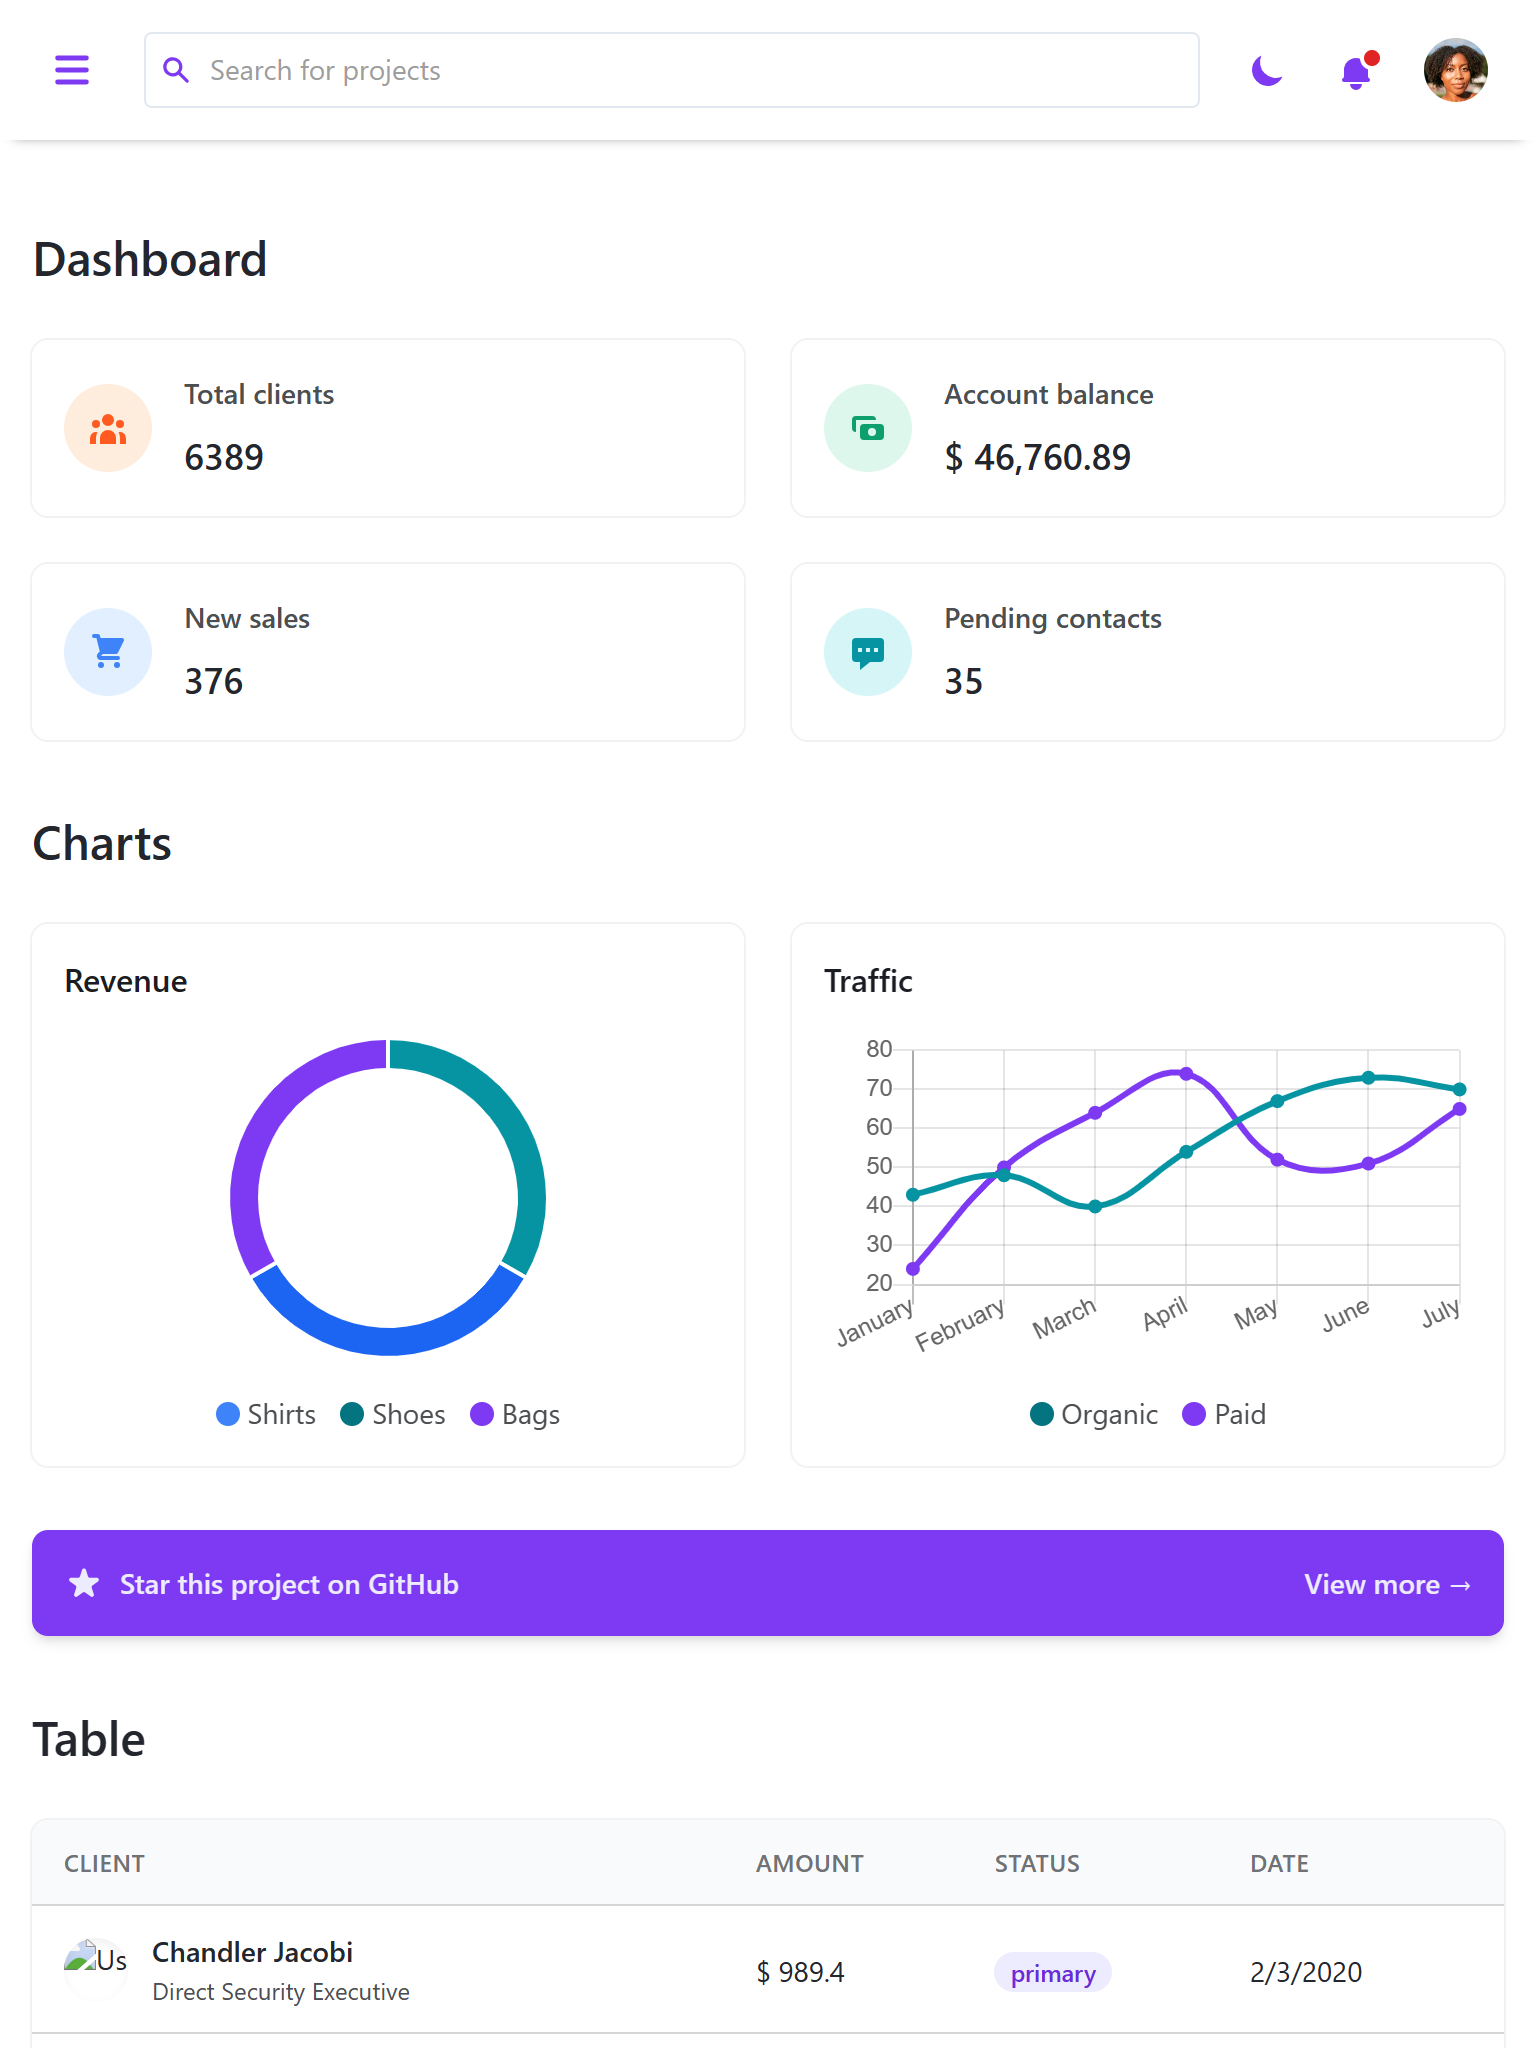 Search for projects
Dashboard
Total clients
6389
Account balance
$ 46,760.89
New sales
376
Pending contacts
35
Charts
Revenue
Shirts Shoes Bags
Traffic
80
70
60
50
40
30
20
January February March April May June July
Organic Paid
Star this project on GitHub View more →
Table
CLIENT AMOUNT STATUS DATE
Us
Chandler Jacobi
Direct Security Executive
$ 989.4 primary 2/3/2020